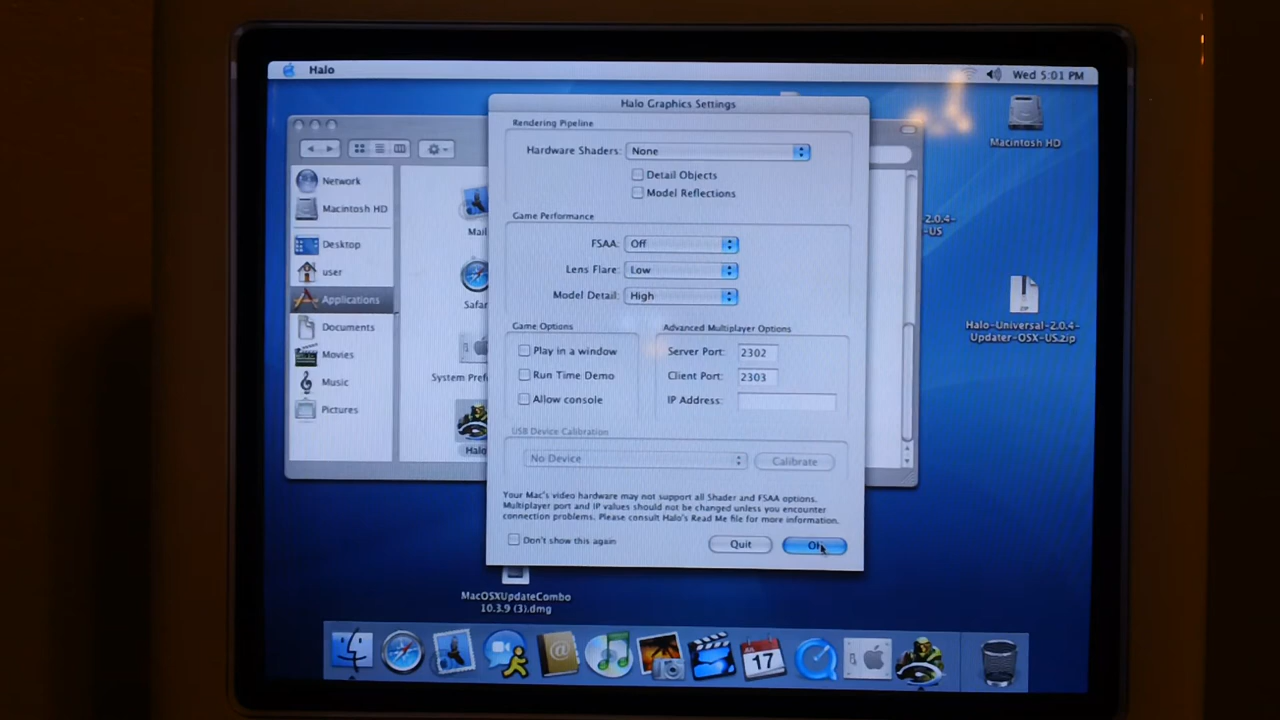 Halo
Wed 5:01 PM
Halo Graphics Settings
Rendering Pipeline
Hardware Shaders: None
Detail Objects
Model Reflections
Game Performance
FSAA: Off
Lens Flare: Low
Model Detail: High
Game Options
Play in a window
Run Time Demo
Allow console
Advanced Multiplayer Options
Server Port: 2302
Client Port: 2303
IP Address:
USB Device Calibration
No Device
Calibrate
Your Mac's video hardware may not support all Shader and FSAA options.
Multiplayer port and IP values should not be changed unless you encounter
connection problems. Please consult Halo's Read Me file for more information.
Don't show this again
Quit
Network
Macintosh HD
Desktop
user
Applications
Documents
Movies
Music
Pictures
Mail
Safar
System Pref
Halo
Macintosh HD
-2.0.4-
-US
ZIP
Halo-Universal-2.0.4-
Updater-OSX-US.zip
MacOSXUpdateCombo
10.3.9 (3).dmg
17